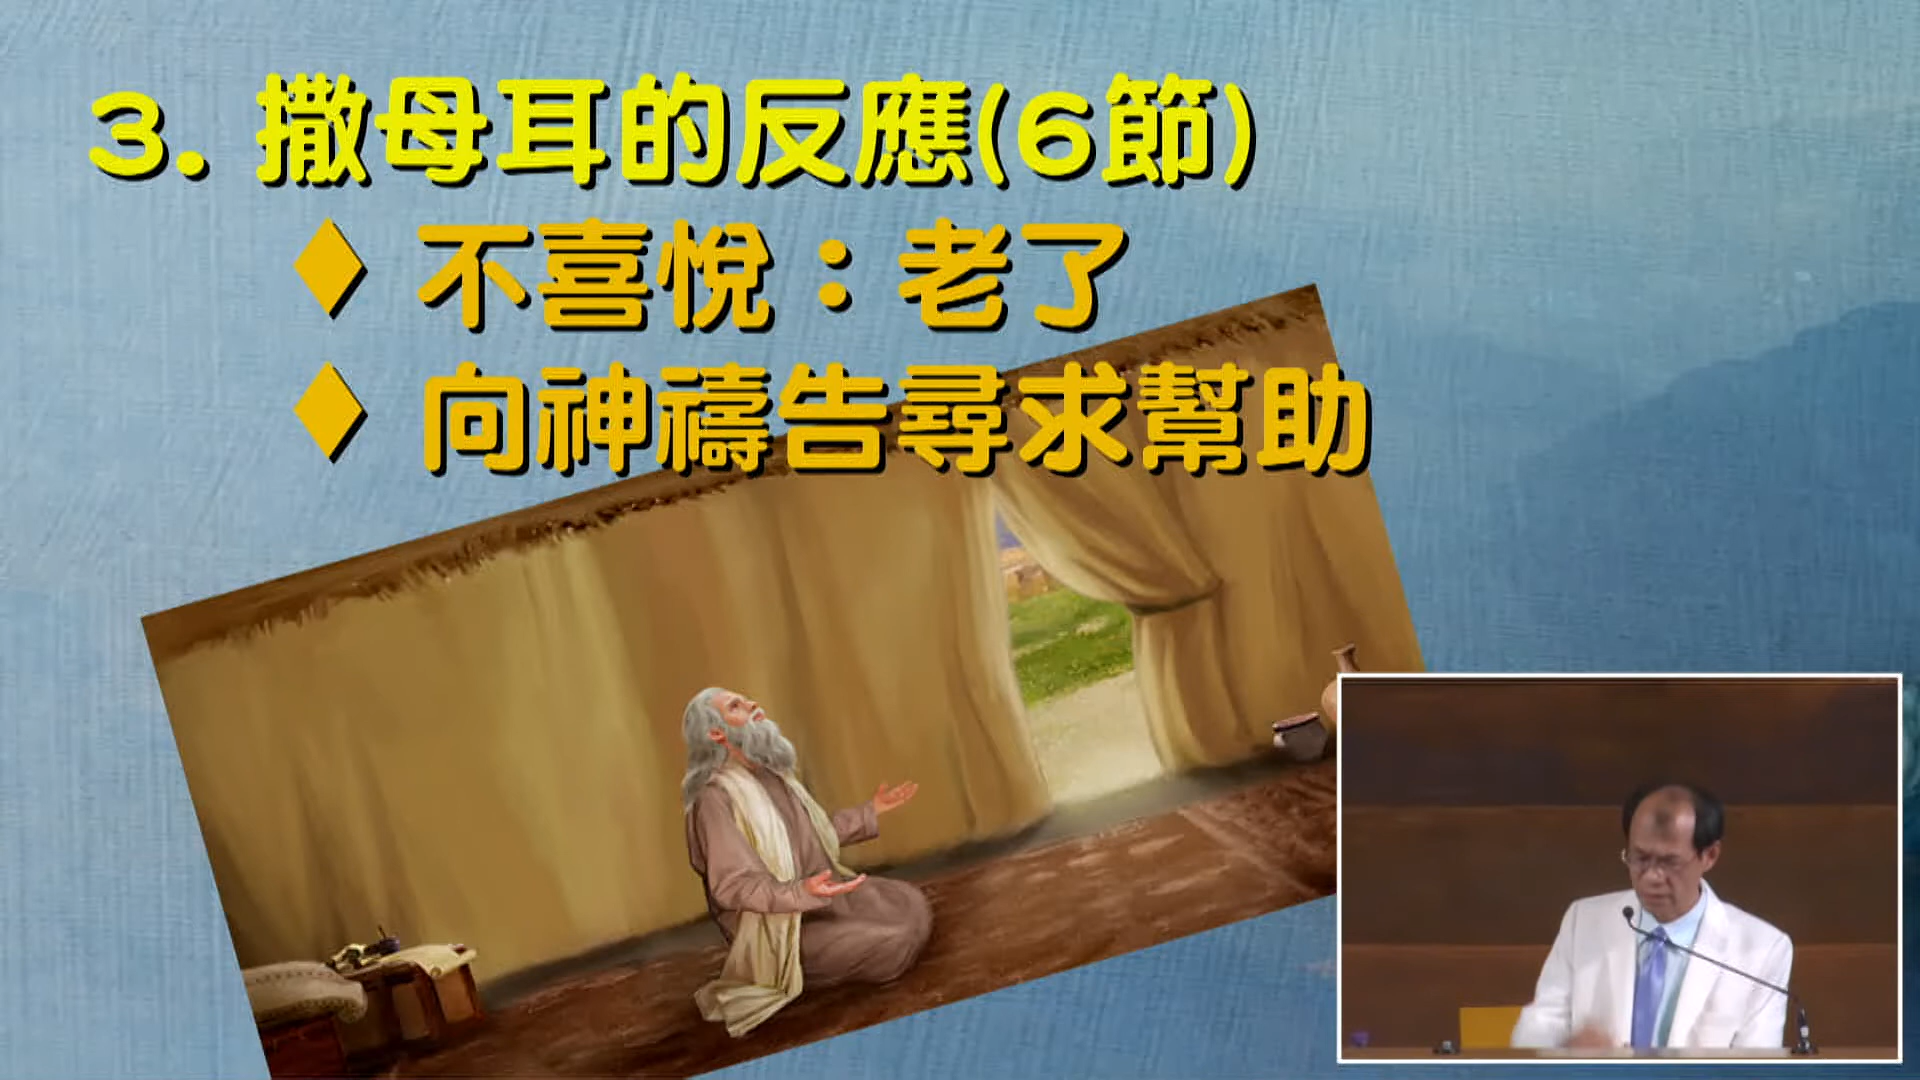 3. 撒母耳的反應(6節)
♦ 不喜悅：老了
♦ 向神禱告尋求幫助